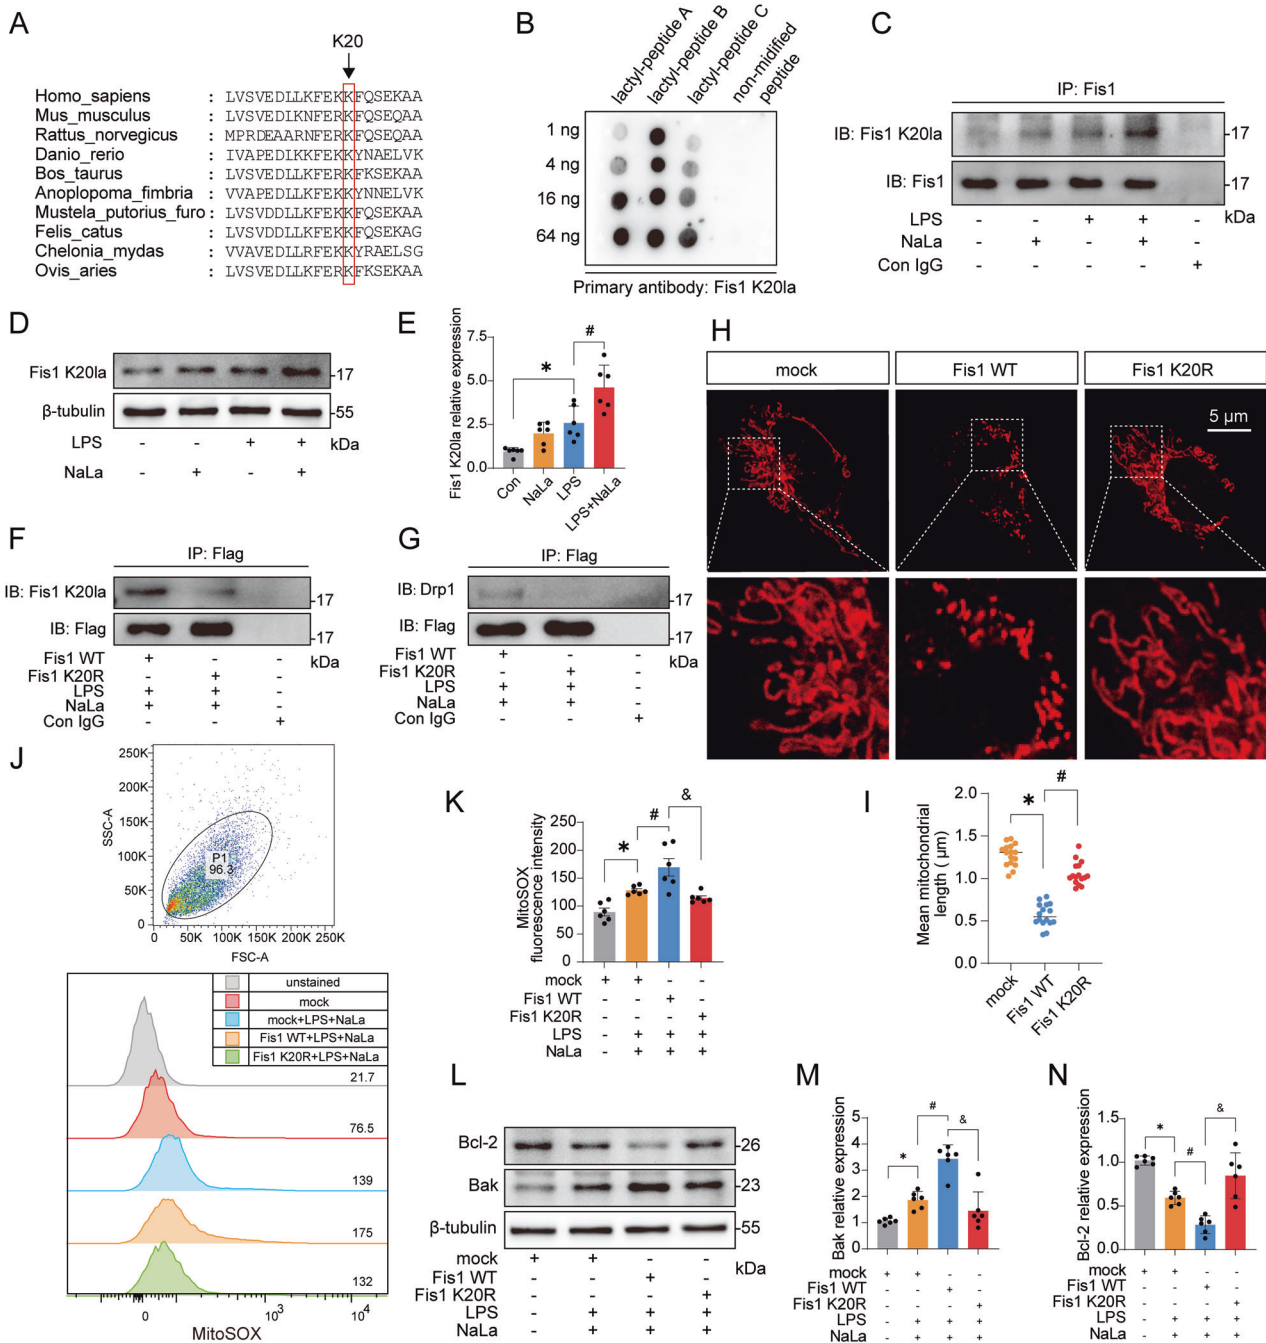 A
K20
Homo_sapiens : LVSVEDLLKFEKKFQSEKAA
Mus_musculus : LVSVEDLLKNFERKFQSEQAA
Rattus_norvegicus : MPRDEAARNFERKFQSEQAA
Danio_rerio : IVAPEDLLKFEKKYNAELVK
Bos_taurus : LVSVEDLLKFERKFKSEKAA
Anoplopoma_fimbria : VVAPEDLLKFEKKYNNELVK
Mustela_putorius_furo : LVSVDDLLKFEKKFQSEKAA
Felis_catus : LVSVEDLLKFEKKFQSEKAG
Chelonia_mydas : VVAVEDLLRFEKKYRAELSG
Ovis_aries : LVSVEDLLKFERKFKSEKAA
B
lactyl-peptide A
lactyl-peptide B
lactyl-peptide C
non-midified
peptide
1 ng
4 ng
16 ng
64 ng
Primary antibody: Fis1 K20la
C
IP: Fis1
IB: Fis1 K20la -17
IB: Fis1 -17
kDa
LPS - - + + -
NaLa - + - + -
Con IgG - - - - +
D
Fis1 K20la -17
β-tubulin -55
kDa
LPS - - + +
NaLa - + - +
E
Fis1 K20la relative expression
7.5
5.0
2.5
0.0
*
#
Con
NaLa
LPS
LPS+NaLa
F
IP: Flag
IB: Fis1 K20la -17
IB: Flag -17
kDa
Fis1 WT + - -
Fis1 K20R - + -
LPS + + -
NaLa + + -
Con IgG - - +
G
IP: Flag
IB: Drp1 -17
IB: Flag -17
kDa
Fis1 WT + - -
Fis1 K20R - + -
LPS + + -
NaLa + + -
Con IgG - - +
H
mock Fis1 WT Fis1 K20R
5 µm
I
Mean mitochondrial
length ( µm)
2.0
1.5
1.0
0.5
0.0
*
#
mock
Fis1 WT
Fis1 K20R
J
SSC-A
250K
200K
150K
100K
50K
0
P1
96.3
0 50K 100K 150K 200K 250K
FSC-A
unstained
mock
mock+LPS+NaLa
Fis1 WT+LPS+NaLa
Fis1 K20R+LPS+NaLa
21.7
76.5
139
175
132
0 10³ 10⁴
MitoSOX
K
MitoSOX
fluorescence intensity
250
200
150
100
50
0
*
#
&
mock + + - -
Fis1 WT - - + -
Fis1 K20R - - - +
LPS - + + +
NaLa - + + +
L
Bcl-2 -26
Bak -23
β-tubulin -55
kDa
mock + + - -
Fis1 WT - - + -
Fis1 K20R - - - +
LPS - + + +
NaLa - + + +
M
Bak relative expression
5
4
3
2
1
0
*
#
&
mock + + - -
Fis1 WT - - + -
Fis1 K20R - - - +
LPS - + + +
NaLa - + + +
N
Bcl-2 relative expression
1.5
1.0
0.5
0.0
*
#
&
mock + + - -
Fis1 WT - - + -
Fis1 K20R - - - +
LPS - + + +
NaLa - + + +